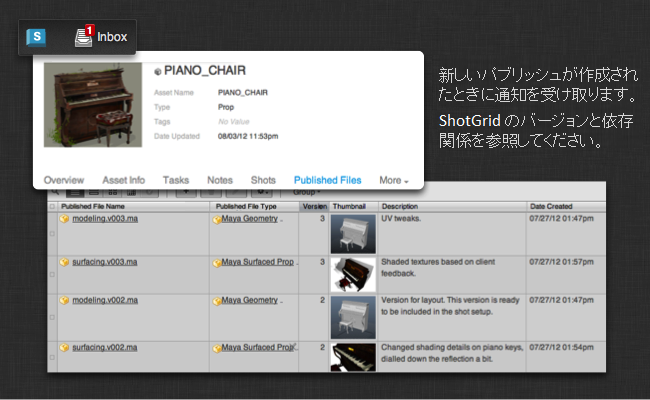 S
1
Inbox
PIANO_CHAIR
Asset Name PIANO_CHAIR
Type Prop
Tags No Value
Date Updated 08/03/12 11:53pm
Overview Asset Info Tasks Notes Shots Published Files More
新しいパブリッシュが作成され
たときに通知を受け取ります。
ShotGrid のバージョンと依存
関係を参照してください。
Group
Published File Name Published File Type Version Thumbnail Description Date Created
modeling.v003.ma Maya Geometry 3 UV tweaks. 07/27/12 01:47pm
surfacing.v003.ma Maya Surfaced Prop 3 Shaded textures based on client 07/27/12 01:54pm
feedback.
modeling.v002.ma Maya Geometry 2 Version for layout. This version is ready 07/27/12 01:47pm
to be included in the shot setup.
surfacing.v002.ma Maya Surfaced Prop 2 Changed shading details on piano keys, 07/27/12 01:54pm
dialled down the reflection a bit.